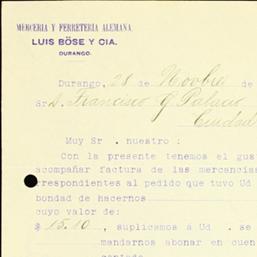 MERCERIA Y FERRETERIA ALEMANA
LUIS BÖSE Y CIA.
DURANGO.
Durango, 28 de Novbre de
Sr. D. Francisco G Palacio
Ciudad
Muy Sr . nuestro :
Con la presente tenemos el gus
acompañar factura de las mercancias
respondientes al pedido que tuvo Ud
bondad de hacernos
cuyo valor de:
$ 15.10, suplicamos á Ud . se
mandarnos abonar en cuen